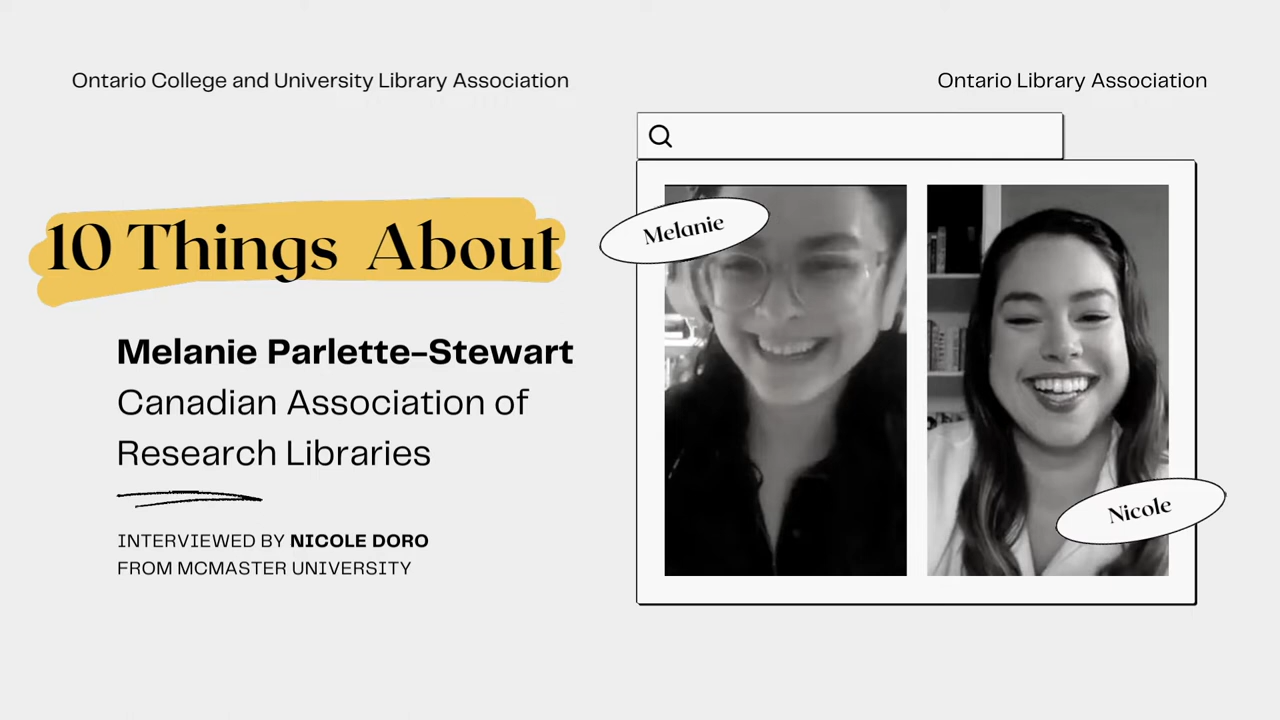 Ontario College and University Library Association
Ontario Library Association
10 Things About
Melanie Parlette-Stewart
Canadian Association of
Research Libraries
INTERVIEWED BY NICOLE DORO
FROM MCMASTER UNIVERSITY
Melanie
Nicole